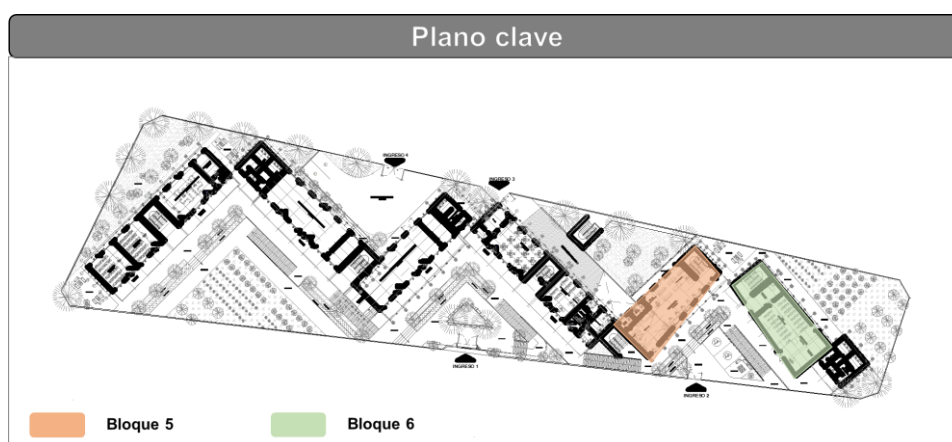 Plano clave
INGRESO 4
INGRESO 3
INGRESO 1
INGRESO 2
Bloque 5
Bloque 6